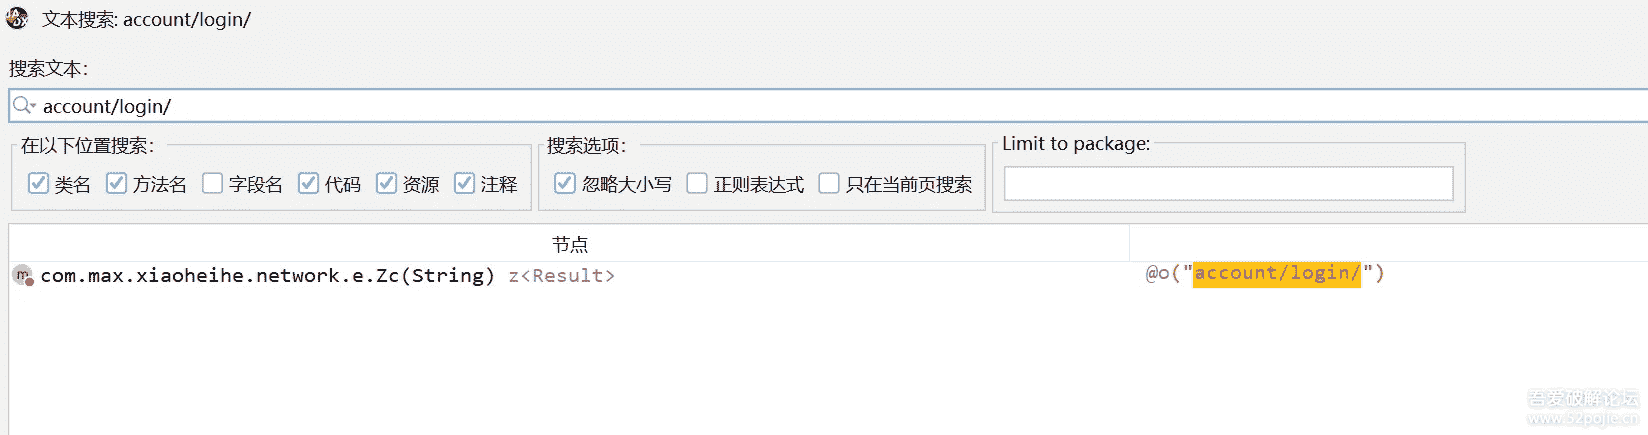 文本搜索: account/login/
搜索文本:
account/login/
在以下位置搜索: 搜索选项: Limit to package:
类名 方法名 字段名 代码 资源 注释 忽略大小写 正则表达式 只在当前页搜索
节点
com.max.xiaoheihe.network.e.Zc(String) z<Result> @o("account/login/")
吾爱破解论坛
www.52pojie.cn